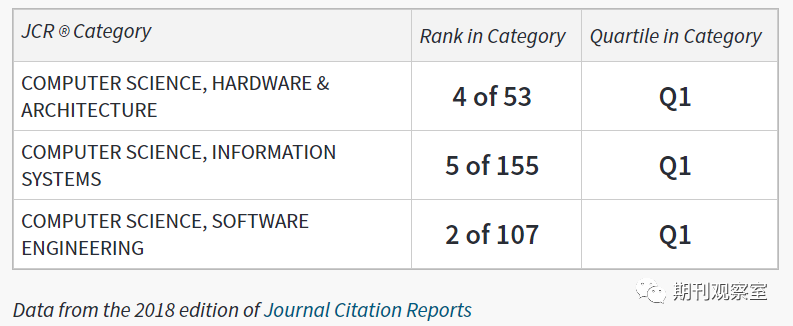 JCR ® Category Rank in Category Quartile in Category
COMPUTER SCIENCE, HARDWARE &
ARCHITECTURE
4 of 53 Q1
COMPUTER SCIENCE, INFORMATION
SYSTEMS
5 of 155 Q1
COMPUTER SCIENCE, SOFTWARE
ENGINEERING
2 of 107 Q1
期刊观察室
Data from the 2018 edition of Journal Citation Reports